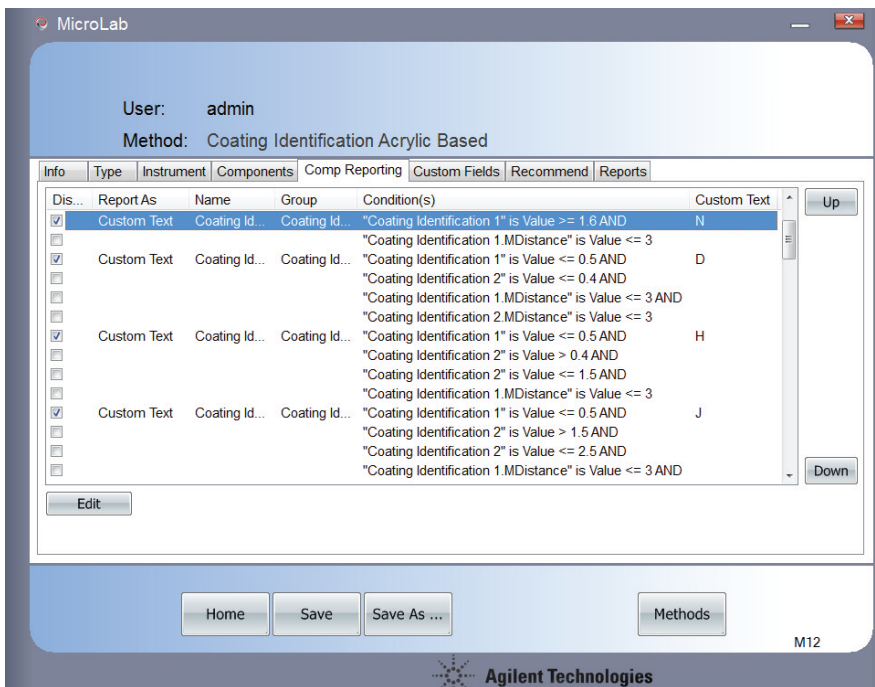 MicroLab
User: admin
Method: Coating Identification Acrylic Based
Info Type Instrument Components Comp Reporting Custom Fields Recommend Reports
Dis... Report As Name Group Condition(s) Custom Text
Custom Text Coating Id... Coating Id... "Coating Identification 1" is Value >= 1.6 AND N
"Coating Identification 1.MDistance" is Value <= 3
Custom Text Coating Id... Coating Id... "Coating Identification 1" is Value <= 0.5 AND D
"Coating Identification 2" is Value <= 0.4 AND
"Coating Identification 1.MDistance" is Value <= 3 AND
"Coating Identification 2.MDistance" is Value <= 3
Custom Text Coating Id... Coating Id... "Coating Identification 1" is Value <= 0.5 AND H
"Coating Identification 2" is Value > 0.4 AND
"Coating Identification 2" is Value <= 1.5 AND
"Coating Identification 1.MDistance" is Value <= 3
Custom Text Coating Id... Coating Id... "Coating Identification 1" is Value <= 0.5 AND J
"Coating Identification 2" is Value > 1.5 AND
"Coating Identification 2" is Value <= 2.5 AND
"Coating Identification 1.MDistance" is Value <= 3 AND
Up
Down
Edit
Home Save Save As ... Methods
M12
Agilent Technologies